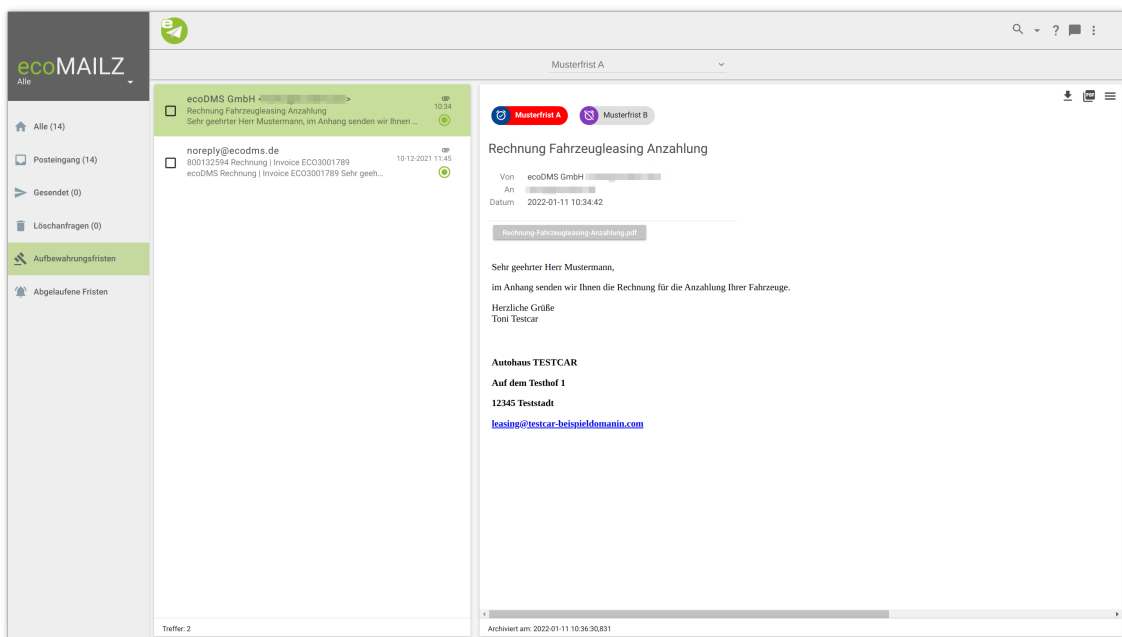 ecoMAILZ
Alle
Alle (14)
Posteingang (14)
Gesendet (0)
Löschanfragen (0)
Aufbewahrungsfristen
Abgelaufene Fristen
e
?
Musterfrist A
ecoDMS GmbH < >
10:34
Rechnung Fahrzeugleasing Anzahlung
Sehr geehrter Herr Mustermann, im Anhang senden wir Ihnen ...
noreply@ecodms.de
800132594 Rechnung | Invoice ECO3001789
10-12-2021 11:45
ecoDMS Rechnung | Invoice ECO3001789 Sehr geeh...
Treffer: 2
PDF
Musterfrist A
Musterfrist B
Rechnung Fahrzeugleasing Anzahlung
Von ecoDMS GmbH
An
Datum 2022-01-11 10:34:42
Rechnung-Fahrzeugleasing-Anzahlung.pdf
Sehr geehrter Herr Mustermann,
im Anhang senden wir Ihnen die Rechnung für die Anzahlung Ihrer Fahrzeuge.
Herzliche Grüße
Toni Testcar
Autohaus TESTCAR
Auf dem Testhof 1
12345 Teststadt
leasing@testcar-beispieldomanin.com
Archiviert am: 2022-01-11 10:36:30,831